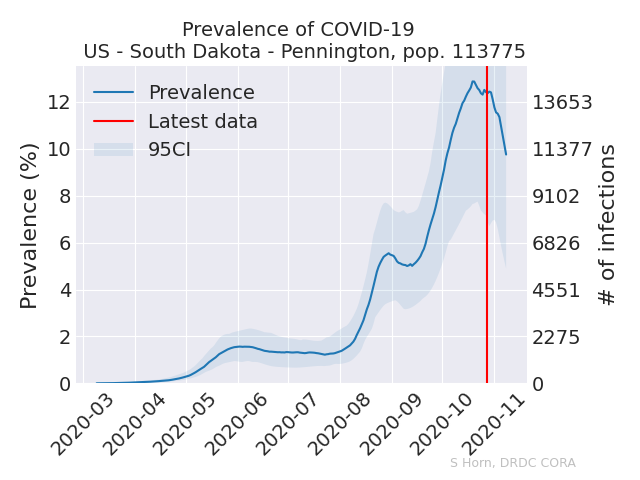 Prevalence of COVID-19
US - South Dakota - Pennington, pop. 113775
Prevalence
Latest data
95CI
Prevalence (%)
12
10
8
6
4
2
0
13653
11377
9102
6826
4551
2275
0
# of infections
2020-03
2020-04
2020-05
2020-06
2020-07
2020-08
2020-09
2020-10
2020-11
S Horn, DRDC CORA